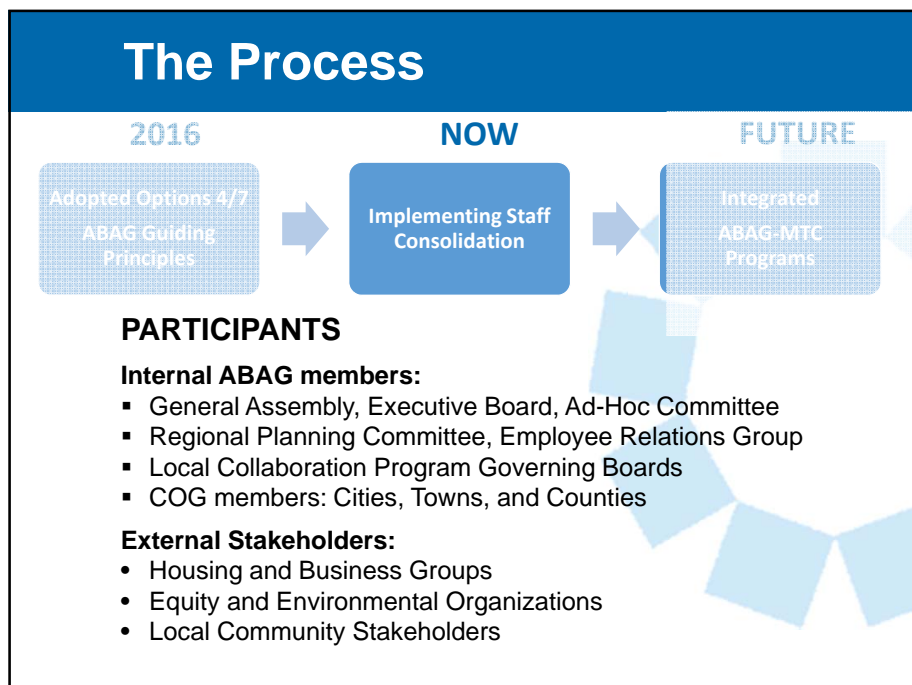 The Process
2016
NOW
FUTURE
Adopted Options 4/7
ABAG Guiding
Principles
Implementing Staff
Consolidation
Integrated
ABAG-MTC
Programs
PARTICIPANTS
Internal ABAG members:
▪ General Assembly, Executive Board, Ad-Hoc Committee
▪ Regional Planning Committee, Employee Relations Group
▪ Local Collaboration Program Governing Boards
▪ COG members: Cities, Towns, and Counties
External Stakeholders:
• Housing and Business Groups
• Equity and Environmental Organizations
• Local Community Stakeholders